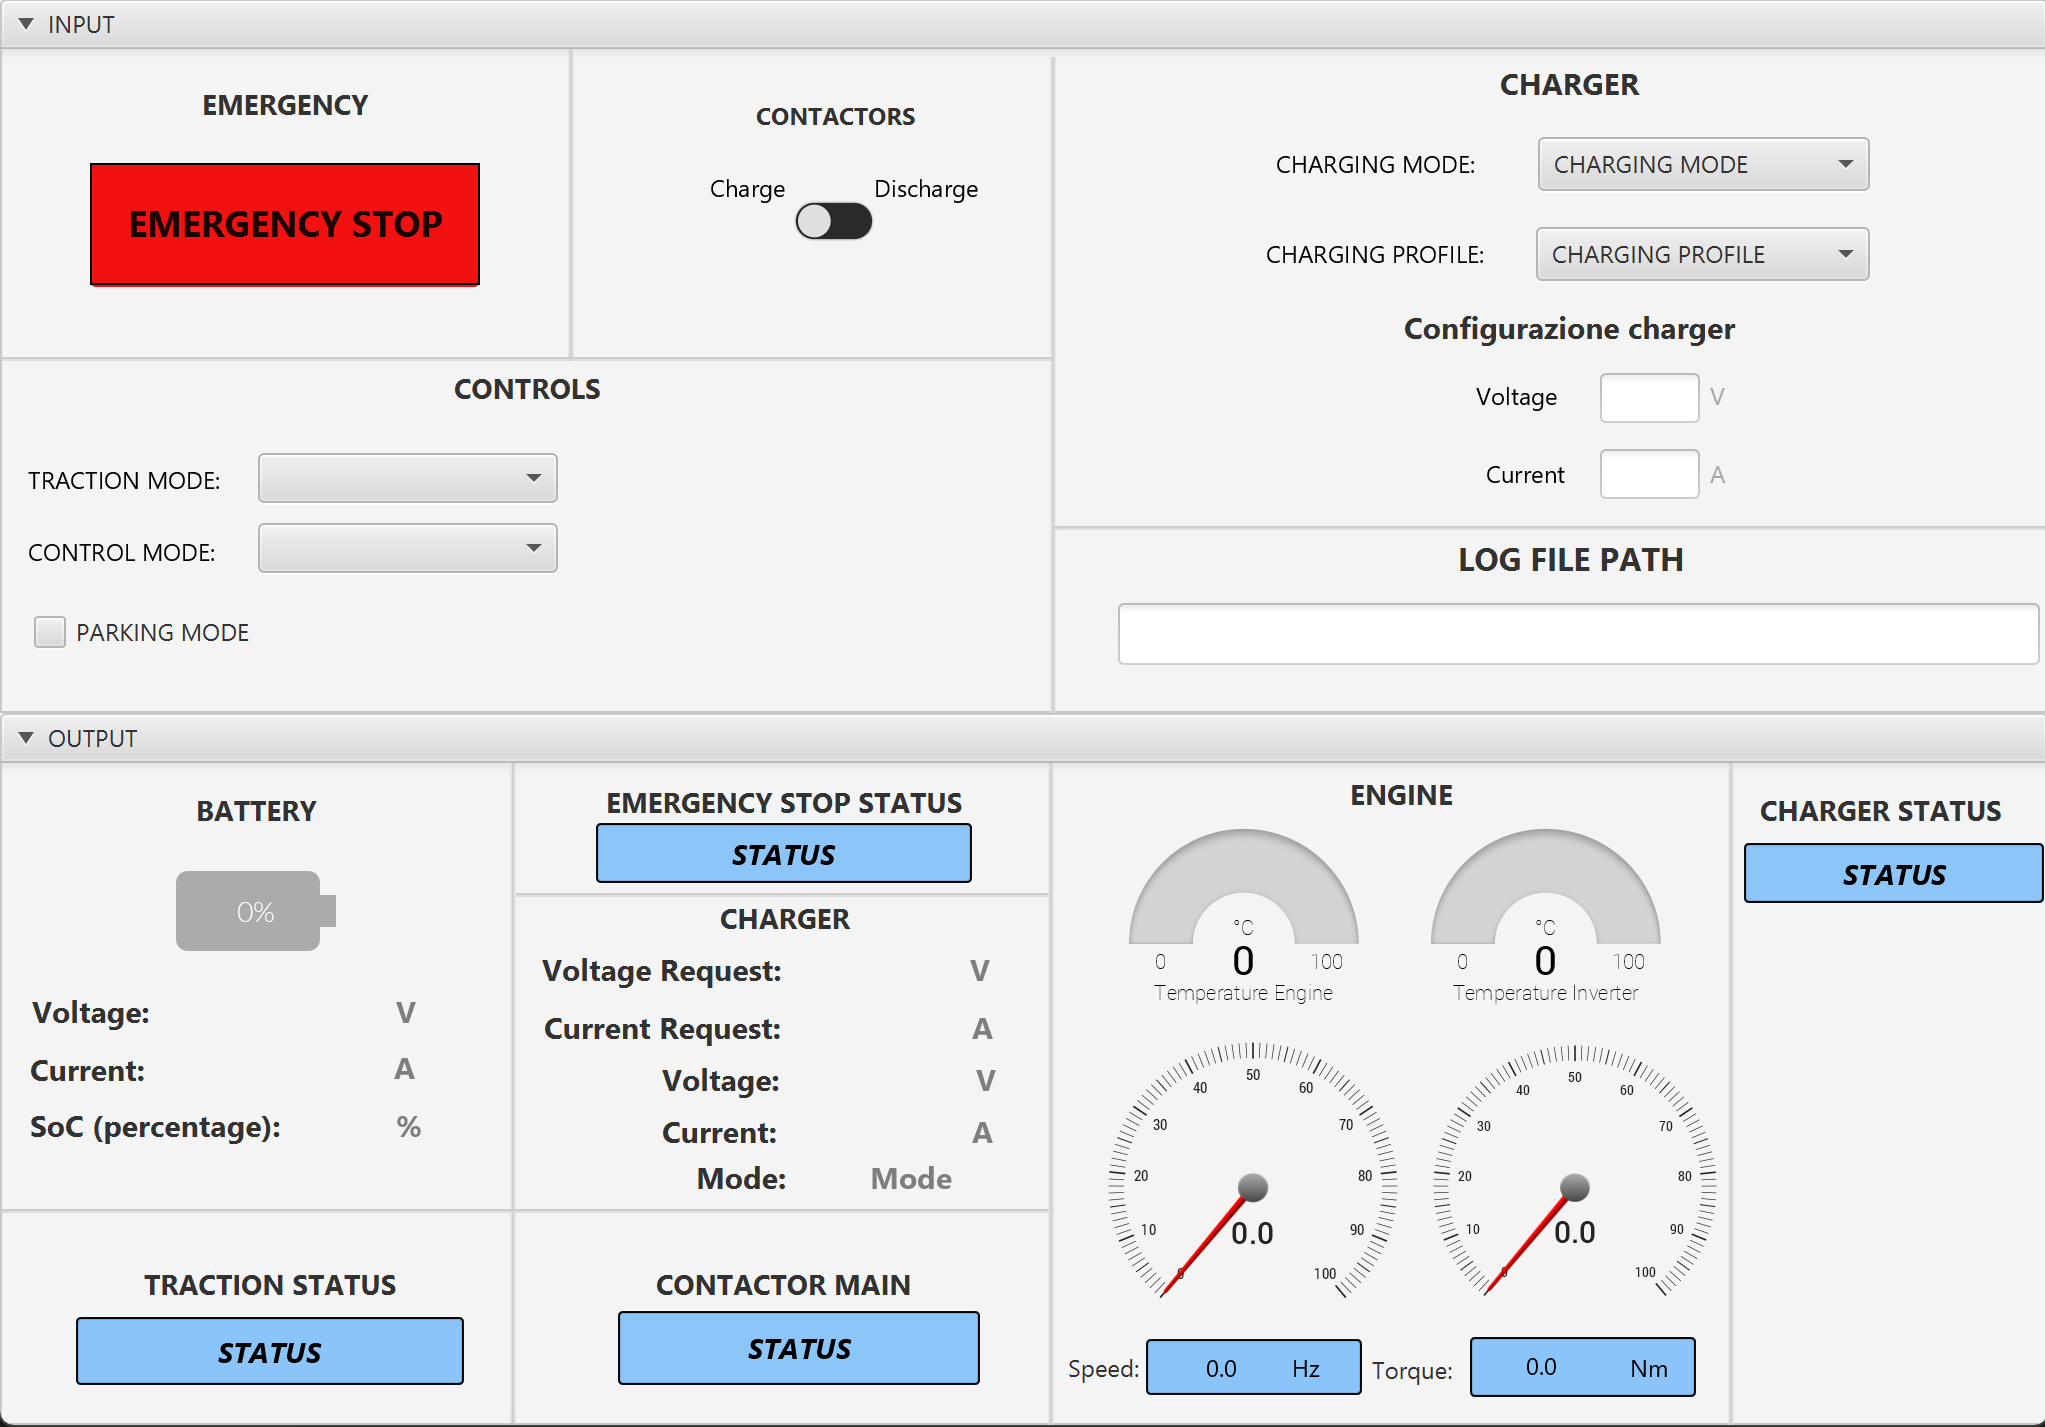 INPUT
EMERGENCY
EMERGENCY STOP
CONTACTORS
Charge
Discharge
CHARGER
CHARGING MODE:
CHARGING MODE
CHARGING PROFILE:
CHARGING PROFILE
Configurazione charger
Voltage
V
Current
A
CONTROLS
TRACTION MODE:
CONTROL MODE:
PARKING MODE
LOG FILE PATH
OUTPUT
BATTERY
0%
Voltage:
V
Current:
A
SoC (percentage):
%
EMERGENCY STOP STATUS
STATUS
CHARGER
Voltage Request:
V
Current Request:
A
Voltage:
V
Current:
A
Mode:
Mode
TRACTION STATUS
STATUS
CONTACTOR MAIN
STATUS
ENGINE
°C
0
0
100
Temperature Engine
°C
0
0
100
Temperature Inverter
0
10
20
30
40
50
60
70
80
90
100
0.0
0
10
20
30
40
50
60
70
80
90
100
0.0
Speed:
0.0
Hz
Torque:
0.0
Nm
CHARGER STATUS
STATUS